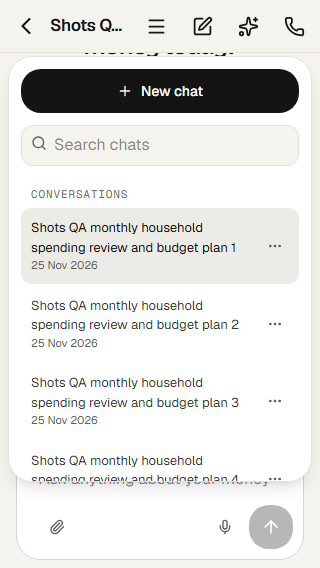 Shots Q...
New chat
Search chats
CONVERSATIONS
Shots QA monthly household
spending review and budget plan 1
25 Nov 2026
Shots QA monthly household
spending review and budget plan 2
25 Nov 2026
Shots QA monthly household
spending review and budget plan 3
25 Nov 2026
Shots QA monthly household
spending review and budget plan 4